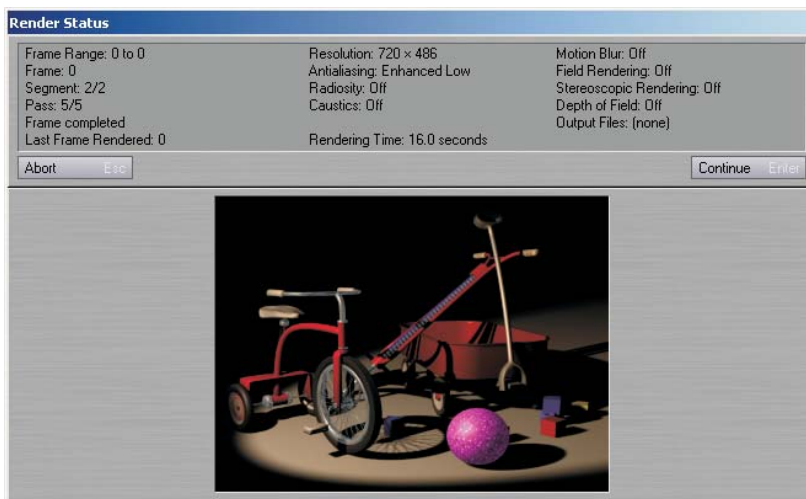 Render Status
Frame Range: 0 to 0
Frame: 0
Segment: 2/2
Pass: 5/5
Frame completed
Last Frame Rendered: 0
Resolution: 720 × 486
Antialiasing: Enhanced Low
Radiosity: Off
Caustics: Off
Rendering Time: 16.0 seconds
Motion Blur: Off
Field Rendering: Off
Stereoscopic Rendering: Off
Depth of Field: Off
Output Files: (none)
Abort Esc
Continue Enter